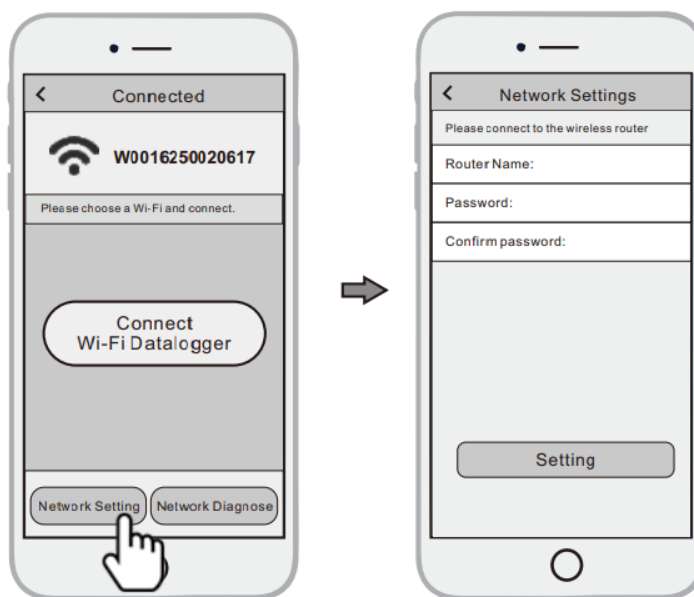 Connected
W0016250020617
Please choose a Wi-Fi and connect.
Connect
Wi-Fi Datalogger
Network Setting
Network Diagnose
Network Settings
Please connect to the wireless router
Router Name:
Password:
Confirm password:
Setting